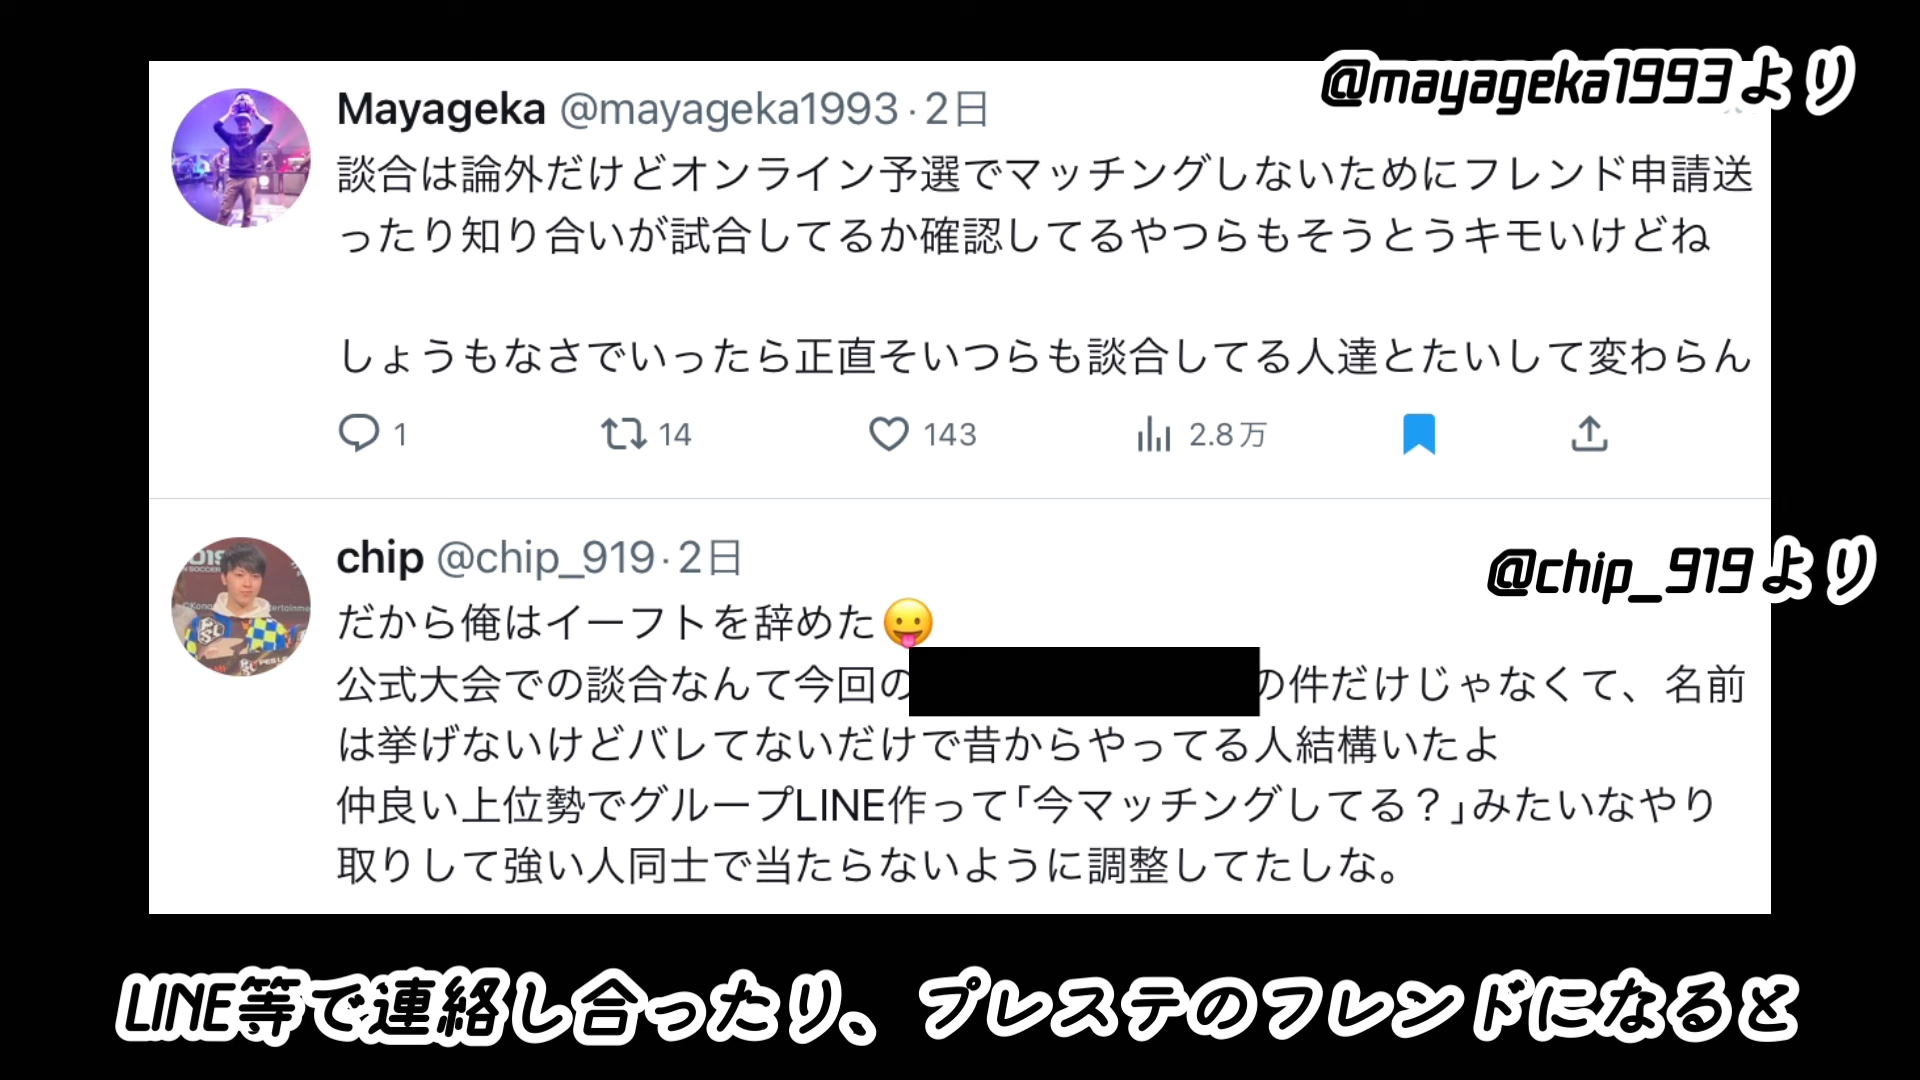 @mayageka1993より
Mayageka @mayageka1993·2日
談合は論外だけどオンライン予選でマッチングしないためにフレンド申請送
ったり知り合いが試合してるか確認してるやつらもそうとうキモいけどね
しょうもなさでいったら正直そいつらも談合してる人達とたいして変わらん
1 14 143 2.8万
chip @chip_919·2日
@chip_919より
だから俺はイーフトを辞めた😛
公式大会での談合なんて今回の の件だけじゃなくて、名前
は挙げないけどバレてないだけで昔からやってる人結構いたよ
仲良い上位勢でグループLINE作って｢今マッチングしてる？｣みたいなやり
取りして強い人同士で当たらないように調整してたしな。
LINE等で連絡し合ったり、プレステのフレンドになると